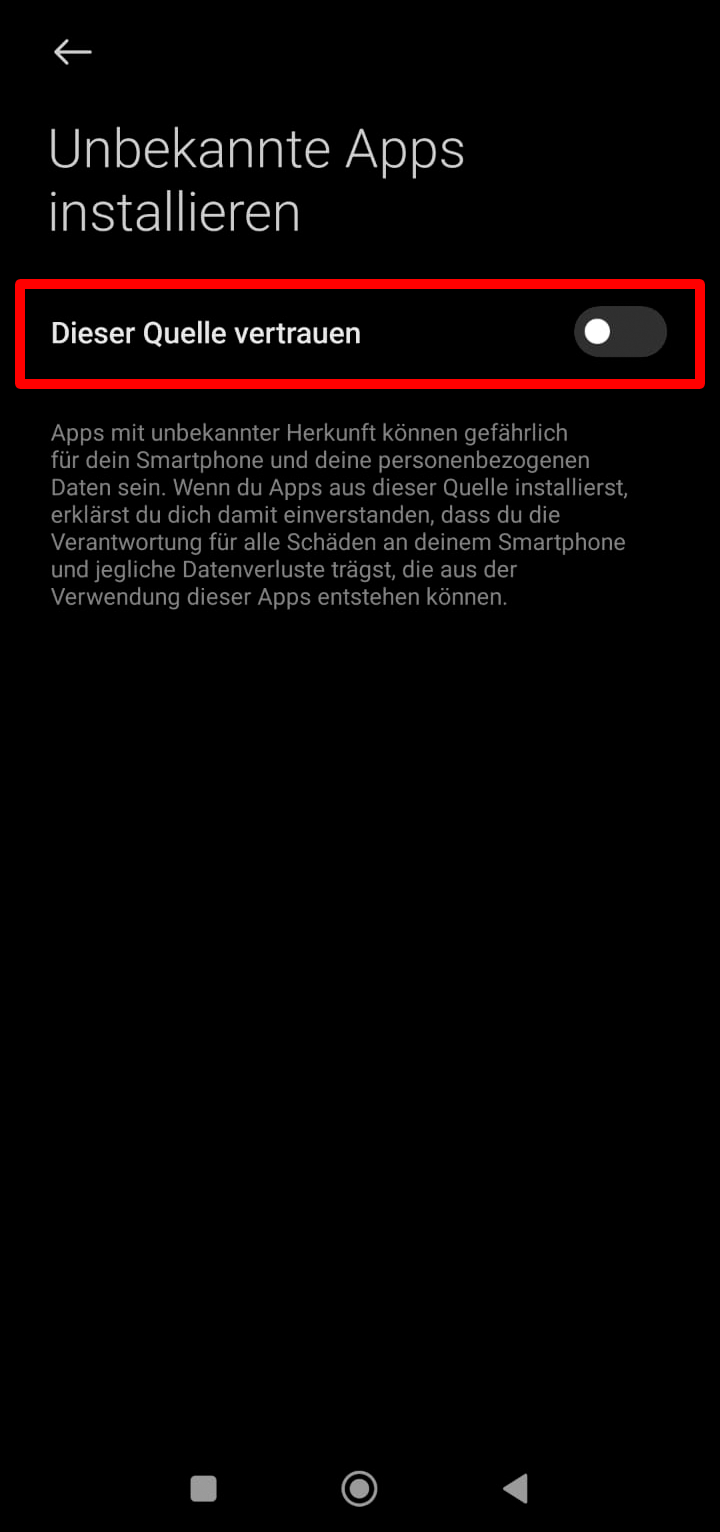 Unbekannte Apps
installieren
Dieser Quelle vertrauen
Apps mit unbekannter Herkunft können gefährlich
für dein Smartphone und deine personenbezogenen
Daten sein. Wenn du Apps aus dieser Quelle installierst,
erklärst du dich damit einverstanden, dass du die
Verantwortung für alle Schäden an deinem Smartphone
und jegliche Datenverluste trägst, die aus der
Verwendung dieser Apps entstehen können.